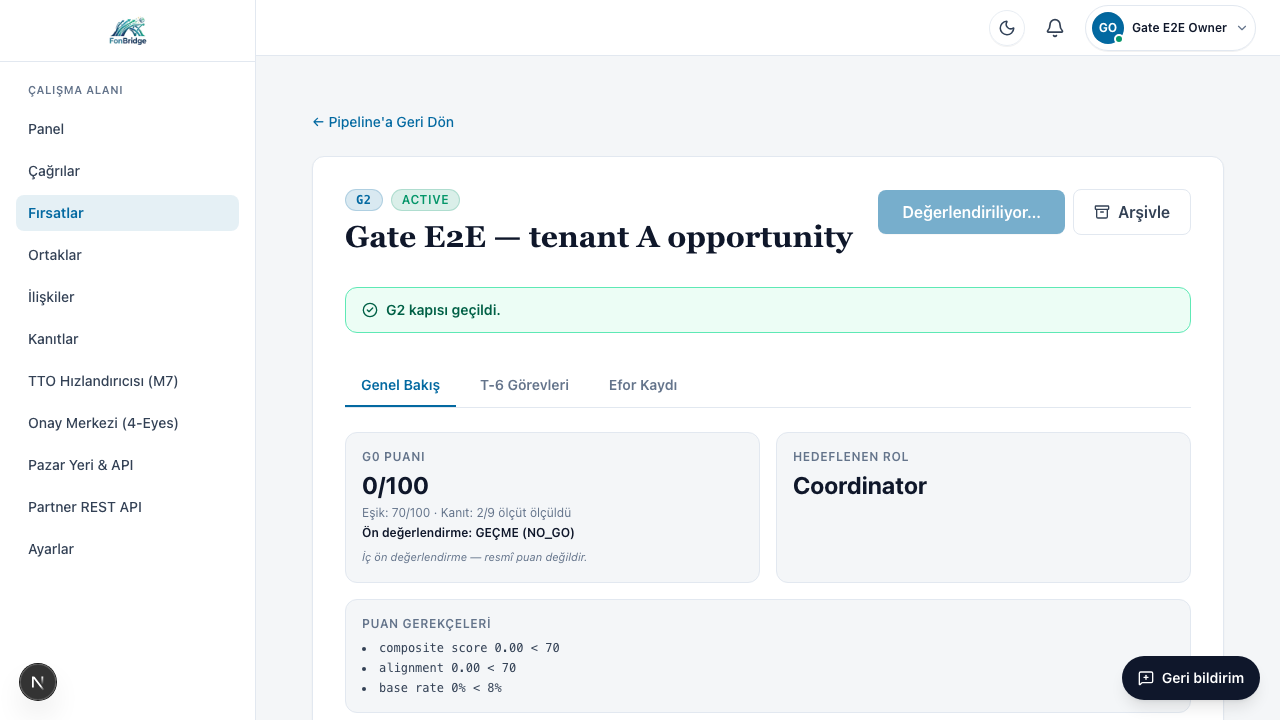 FonBridge
GO
Gate E2E Owner
ÇALIŞMA ALANI
Panel
Çağrılar
Fırsatlar
Ortaklar
İlişkiler
Kanıtlar
TTO Hızlandırıcısı (M7)
Onay Merkezi (4-Eyes)
Pazar Yeri & API
Partner REST API
Ayarlar
N
← Pipeline'a Geri Dön
G2
ACTIVE
Gate E2E — tenant A opportunity
Değerlendiriliyor...
Arşivle
G2 kapısı geçildi.
Genel Bakış
T-6 Görevleri
Efor Kaydı
G0 PUANI
0/100
Eşik: 70/100 · Kanıt: 2/9 ölçüt ölçüldü
Ön değerlendirme: GEÇME (NO_GO)
İç ön değerlendirme — resmî puan değildir.
HEDEFLENEN ROL
Coordinator
PUAN GEREKÇELERİ
• composite score 0.00 < 70
• alignment 0.00 < 70
• base rate 0% < 8%
Geri bildirim